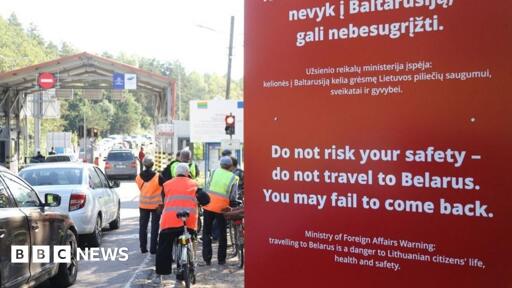 nevyk į Baltarusiją,
gali nebesugrįžti.
Užsienio reikalų ministerija įspėja:
kelionės į Baltarusiją kelia grėsmę Lietuvos piliečių saugumui,
sveikatai ir gyvybei.
Do not risk your safety –
do not travel to Belarus.
You may fail to come back.
Ministry of Foreign Affairs Warning:
travelling to Belarus is a danger to Lithuanian citizens' life,
health and safety.
BBC